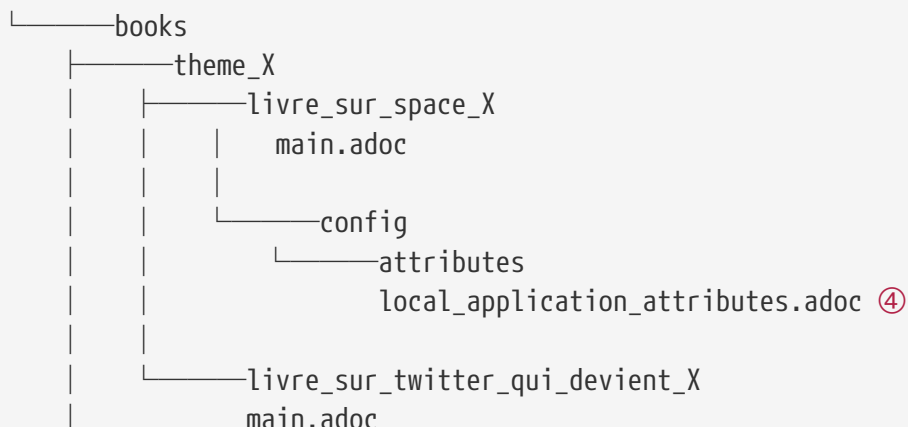 books
theme_X
livre_sur_space_X
main.adoc
config
attributes
local_application_attributes.adoc ④
livre_sur_twitter_qui_devient_X
main.adoc